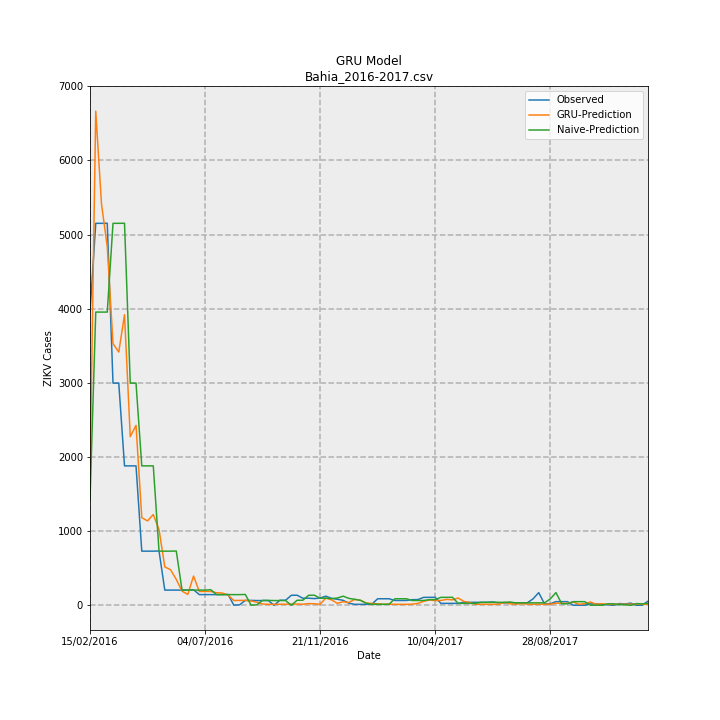 GRU Model
Bahia_2016-2017.csv
Observed
GRU-Prediction
Naive-Prediction
7000
6000
5000
4000
3000
2000
1000
0
ZIKV Cases
15/02/2016 04/07/2016 21/11/2016 10/04/2017 28/08/2017
Date